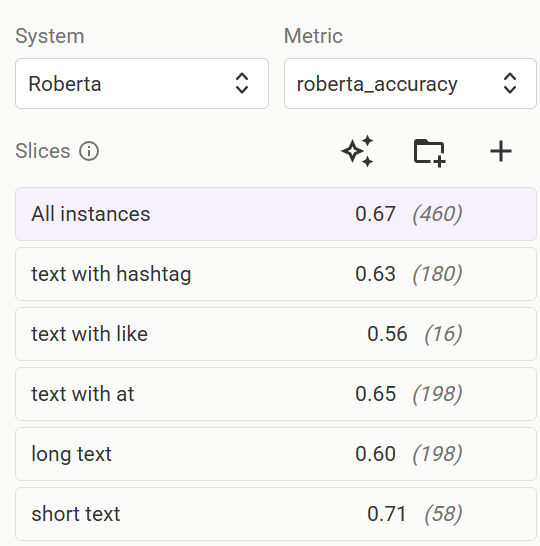 System Metric
Roberta roberta_accuracy
Slices
All instances 0.67 (460)
text with hashtag 0.63 (180)
text with like 0.56 (16)
text with at 0.65 (198)
long text 0.60 (198)
short text 0.71 (58)